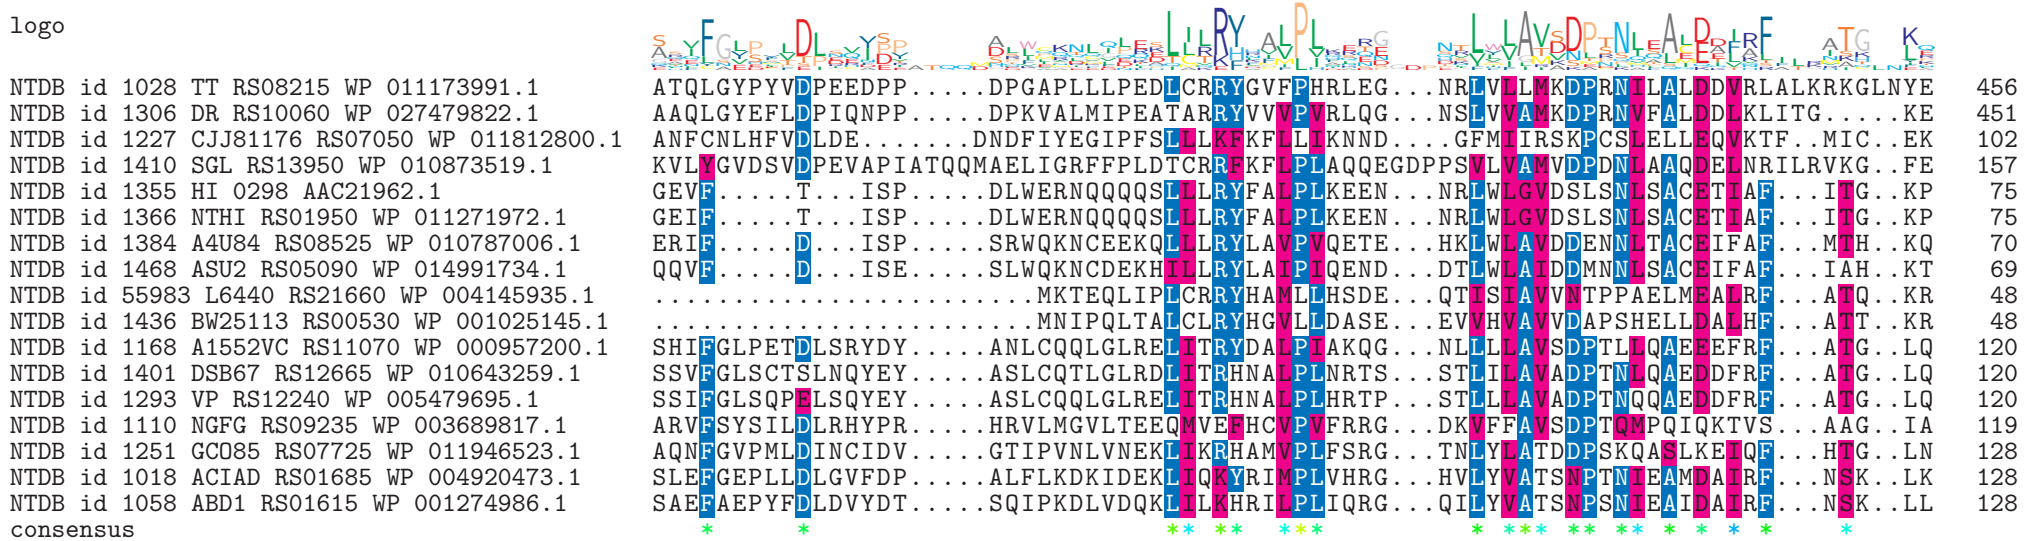 logo
NTDB id 1028 TT RS08215 WP 011173991.1 ATQLGYPYVDPEEDPP.....DPGAPLLLPEDLCRRYGVFPHRLEG...NRLVLLMKDPRNILALDDVRLALKRKGLNYE 456
NTDB id 1306 DR RS10060 WP 027479822.1 AAQLGYEFLDPIQNPP.....DPKVALMIPEATARRYVVVPVRLQG...NSLVVAMKDPRNVFALDDLKLITG.....KE 451
NTDB id 1227 CJJ81176 RS07050 WP 011812800.1 ANFCNLHFVDLDE.......DNDFIYEGIPFSLLLKFKFLLIKNND....GFMITRSKPCSLELLEQVKTF..MIC..EK 102
NTDB id 1410 SGL RS13950 WP 010873519.1 KVLYGVDSVDPEVAPIATQQMAELIGRFFPLDTCRRFKFLPLAQQEGDPPSVLVAMVDPDNLAAQDELNRILRVKG..FE 157
NTDB id 1355 HI 0298 AAC21962.1 GEVF.....T...ISP.....DLWERNQQQQSLLLRYFALPLKEEN...NRLWLGVDSLSNLSACETIAF...ITG..KP 75
NTDB id 1366 NTHI RS01950 WP 011271972.1 GEIF.....T...ISP.....DLWERNQQQQSLLLRYFALPLKEEN...NRLWLGVDSLSNLSACETIAF...ITG..KP 75
NTDB id 1384 A4U84 RS08525 WP 010787006.1 ERIF.....D...ISP.....SRWQKNCEEKQLLLRYLAVPVQETE...HKLWLAVDDENNLTACEIFAF...MTH..KQ 70
NTDB id 1468 ASU2 RS05090 WP 014991734.1 QQVF.....D...ISE.....SLWQKNCDEKHILLRYLAIPIQEND...DTLWLAIDDMNNLSACEIFAF...IAH..KT 69
NTDB id 55983 L6440 RS21660 WP 004145935.1 ........................MKTEQLIPLCRRYHAMLLHSDE...QTISIAVVNTPPAELMEALRF...ATQ..KR 48
NTDB id 1436 BW25113 RS00530 WP 001025145.1 ........................MNIPQLTALCLRYHGVLLDASE...EVVHVAVVDAPSHELLDALHF...ATT..KR 48
NTDB id 1168 A1552VC RS11070 WP 000957200.1 SHIFGLPETDLSRYDY.....ANLCQQLGLRELITRYDALPIAKQG...NLLLLAVSDPTLLQAEEEFRF...ATG..LQ 120
NTDB id 1401 DSB67 RS12665 WP 010643259.1 SSVFGLSCTSLNQYEY.....ASLCQTLGLRDLITRHNALPLNRTS...STLILAVADPTNLQAEDDFRF...ATG..LQ 120
NTDB id 1293 VP RS12240 WP 005479695.1 SSIFGLSQPELSQYEY.....ASLCQQLGLRELITRHNALPLHRTP...STLLLAVADPTNQQAEDDFRF...ATG..LQ 120
NTDB id 1110 NGFG RS09235 WP 003689817.1 ARVFSYSILDLRHYPR.....HRVLMGVLTEEQMVEFHCVPVFRRG...DKVFFAVSDPTQMPQIQKTVS...AAG..IA 119
NTDB id 1251 GCO85 RS07725 WP 011946523.1 AQNFGVPMLDINCIDV.....GTIPVNLVNEKLIKRHAMVPLFSRG...TNLYLATDDPSKQASLKEIQF...HTG..LN 128
NTDB id 1018 ACIAD RS01685 WP 004920473.1 SLEFGEPLLDLGVFDP.....ALFLKDKIDEKLIQKYRIMPLVHRG...HVLYVATSNPTNIEAMDAIRF...NSK..LK 128
NTDB id 1058 ABD1 RS01615 WP 001274986.1 SAEFAEPYFDLDVYDT.....SQIPKDLVDQKLILKHRILPLIQRG...QILYVATSNPSNIEAIDAIRF...NSK..LL 128
consensus * * ** ** *** * *** ** ** * * * * *